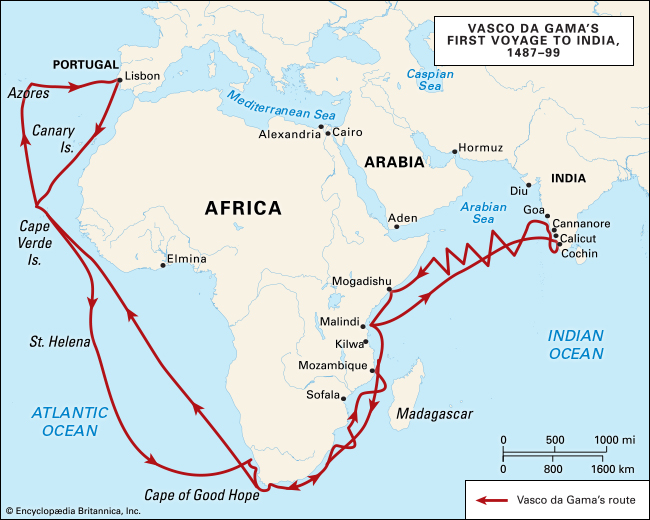 VASCO DA GAMA'S
FIRST VOYAGE TO INDIA,
1487–99
PORTUGAL
Lisbon
Azores
Canary
Is.
Mediterranean Sea
Caspian
Sea
Alexandria
Cairo
ARABIA
Hormuz
INDIA
Diu
Goa
Cannanore
Calicut
Cochin
Arabian
Sea
Aden
AFRICA
Cape
Verde
Is.
Elmina
Mogadishu
Malindi
Kilwa
Mozambique
Sofala
Madagascar
INDIAN
OCEAN
St. Helena
ATLANTIC
OCEAN
Cape of Good Hope
0 500 1000 mi
0 800 1600 km
Vasco da Gama's route
© Encyclopædia Britannica, Inc.